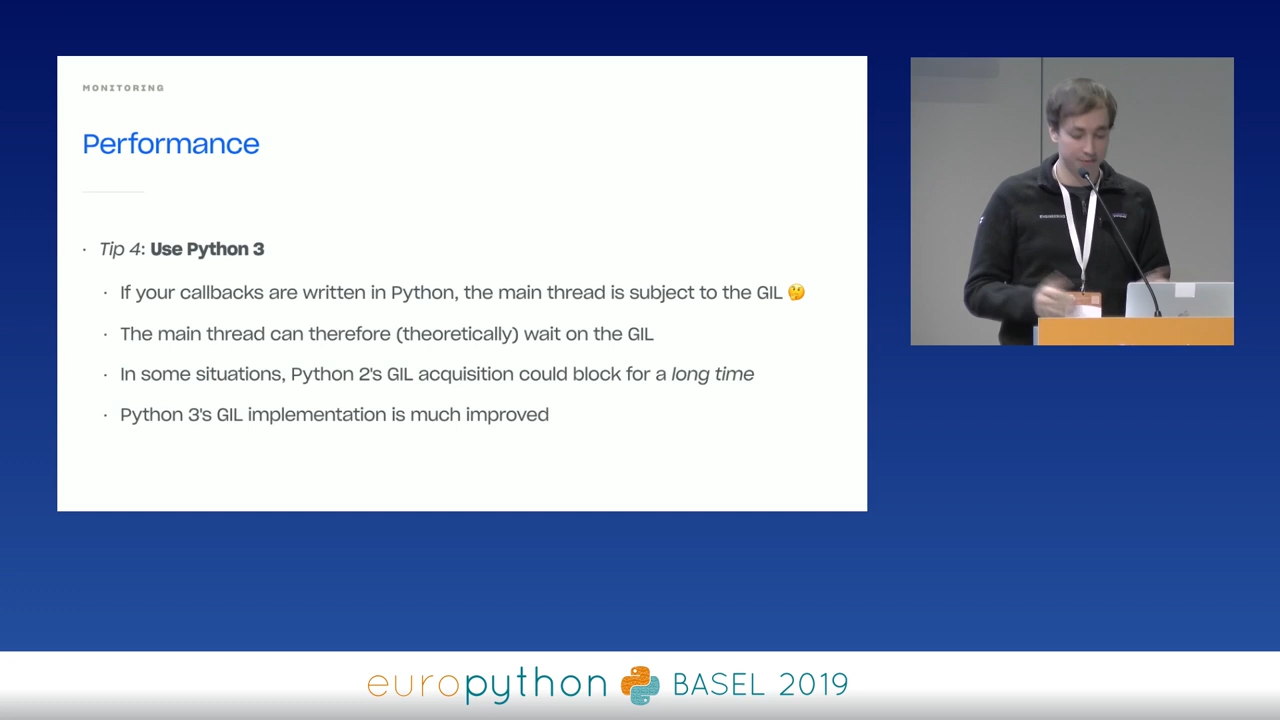 MONITORING
Performance
· Tip 4: Use Python 3
· If your callbacks are written in Python, the main thread is subject to the GIL 🤔
· The main thread can therefore (theoretically) wait on the GIL
· In some situations, Python 2's GIL acquisition could block for a long time
· Python 3's GIL implementation is much improved
europython BASEL 2019